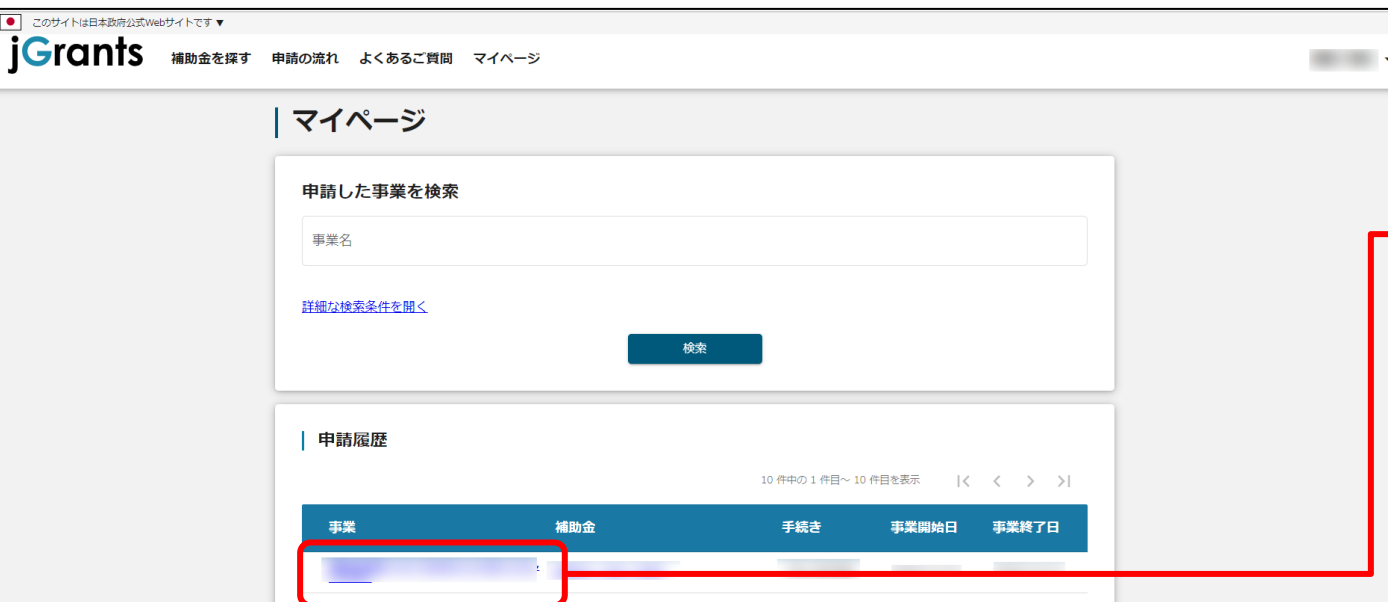 このサイトは日本政府公式Webサイトです ▼
jGrants 補助金を探す 申請の流れ よくあるご質問 マイページ
マイページ
申請した事業を検索
事業名
詳細な検索条件を開く
検索
申請履歴
10 件中の 1 件目～ 10 件目を表示
事業 補助金 手続き 事業開始日 事業終了日